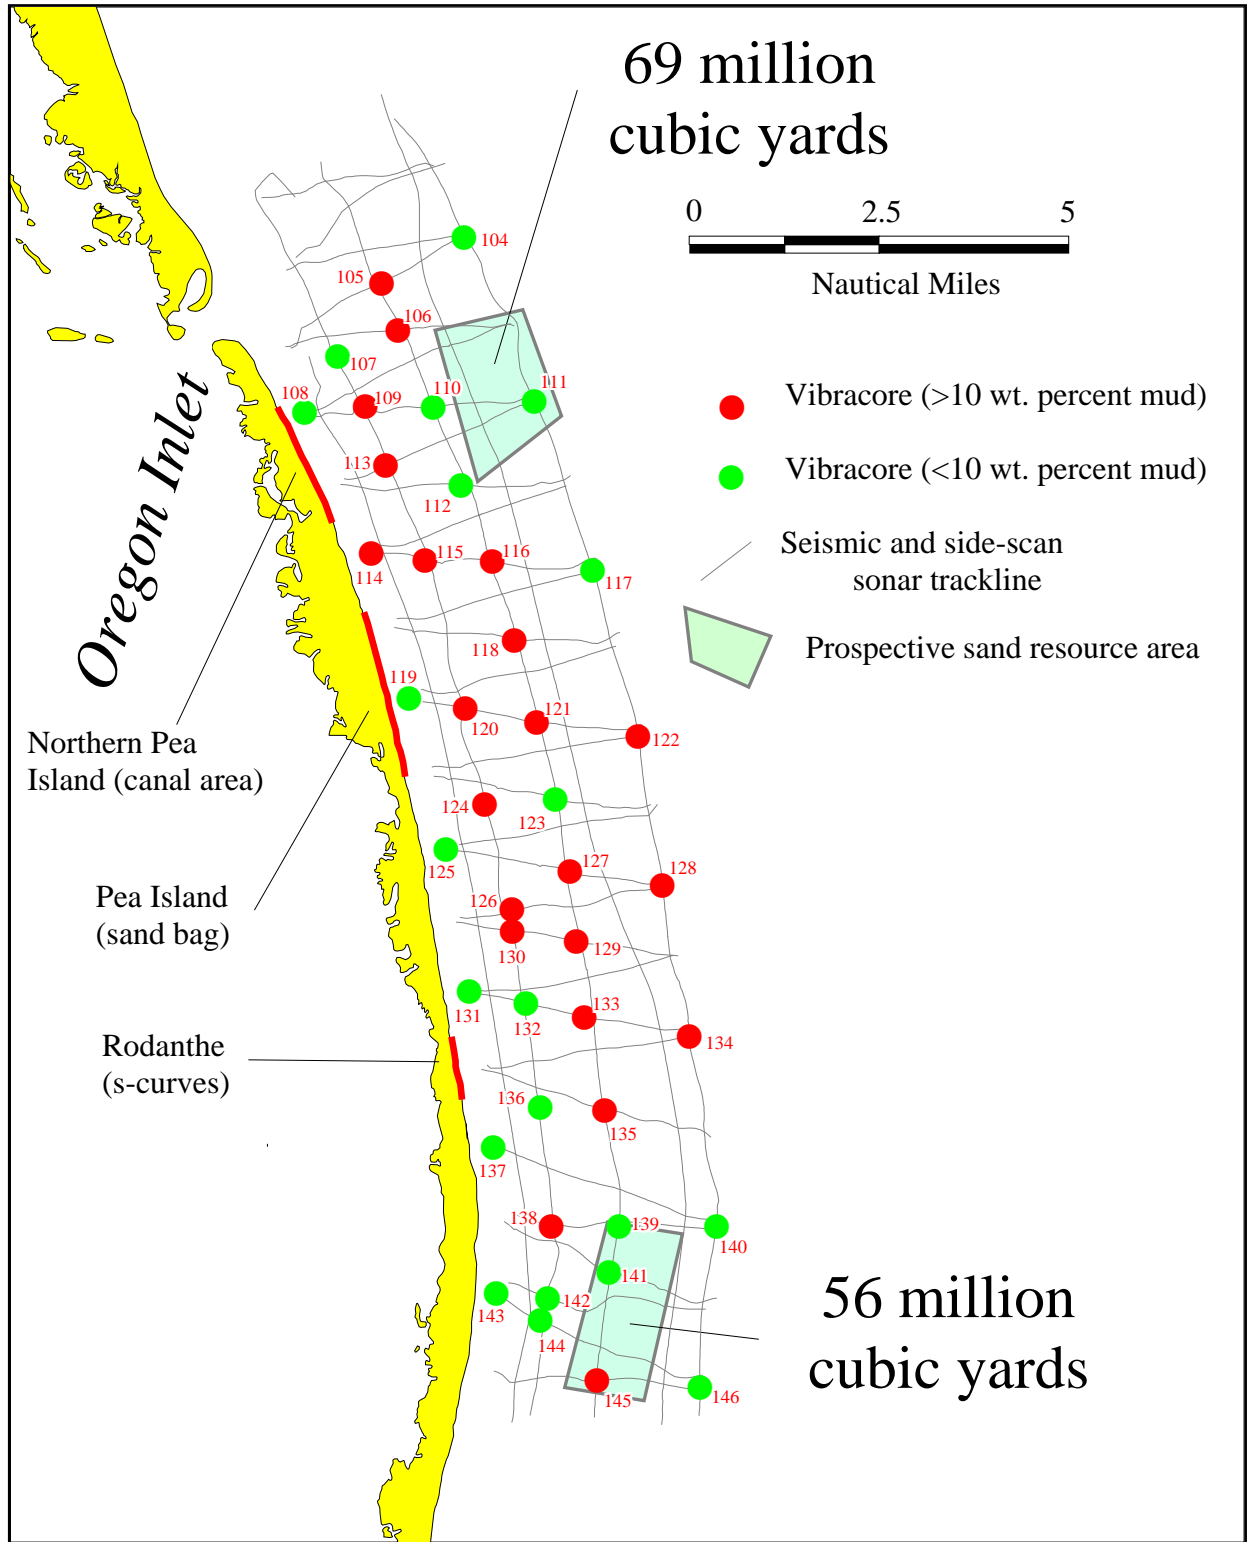 69 million
cubic yards
0 2.5 5
Nautical Miles
104
105
106
107
108
109
110
111
Vibracore (>10 wt. percent mud)
113
112
Vibracore (<10 wt. percent mud)
Oregon Inlet
114
115
116
117
Seismic and side-scan
sonar trackline
118
Prospective sand resource area
119
120
121
122
Northern Pea
Island (canal area)
124
123
125
127
128
Pea Island
(sand bag)
126
130
129
131
132
133
134
Rodanthe
(s-curves)
136
135
137
138
139
140
141
142
143
144
56 million
cubic yards
145
146